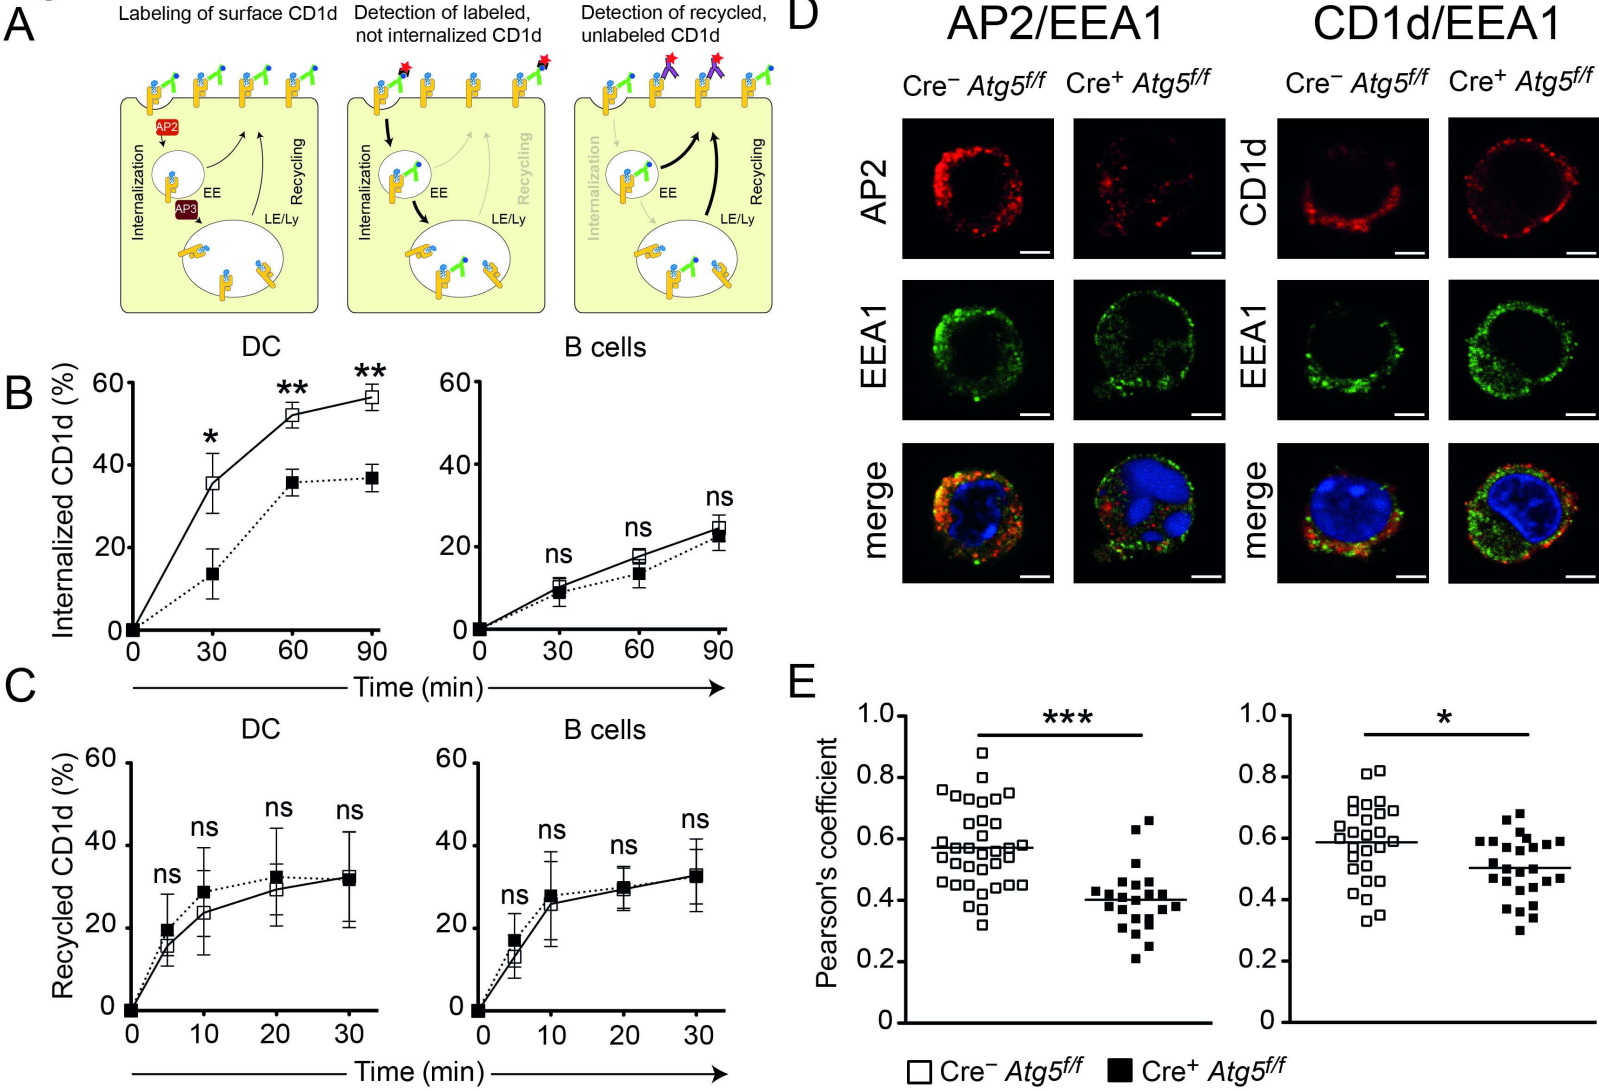 A
Labeling of surface CD1d
Detection of labeled,
not internalized CD1d
Detection of recycled,
unlabeled CD1d
AP2
AP3
Internalization
EE
LE/Ly
Recycling
Internalization
EE
LE/Ly
Recycling
Internalization
EE
LE/Ly
Recycling
B
DC
B cells
Internalized CD1d (%)
60
40
20
0
*
**
**
0 30 60 90
60
40
20
0
ns
ns
ns
0 30 60 90
Time (min)
C
DC
B cells
Recycled CD1d (%)
60
40
20
0
ns
ns
ns
ns
0 10 20 30
60
40
20
0
ns
ns
ns
ns
0 10 20 30
Time (min)
D
AP2/EEA1
CD1d/EEA1
Cre– Atg5f/f
Cre+ Atg5f/f
Cre– Atg5f/f
Cre+ Atg5f/f
AP2
CD1d
EEA1
EEA1
merge
merge
E
Pearson's coefficient
1.0
0.8
0.6
0.4
0.2
0
***
1.0
0.8
0.6
0.4
0.2
0
*
Cre– Atg5f/f
Cre+ Atg5f/f